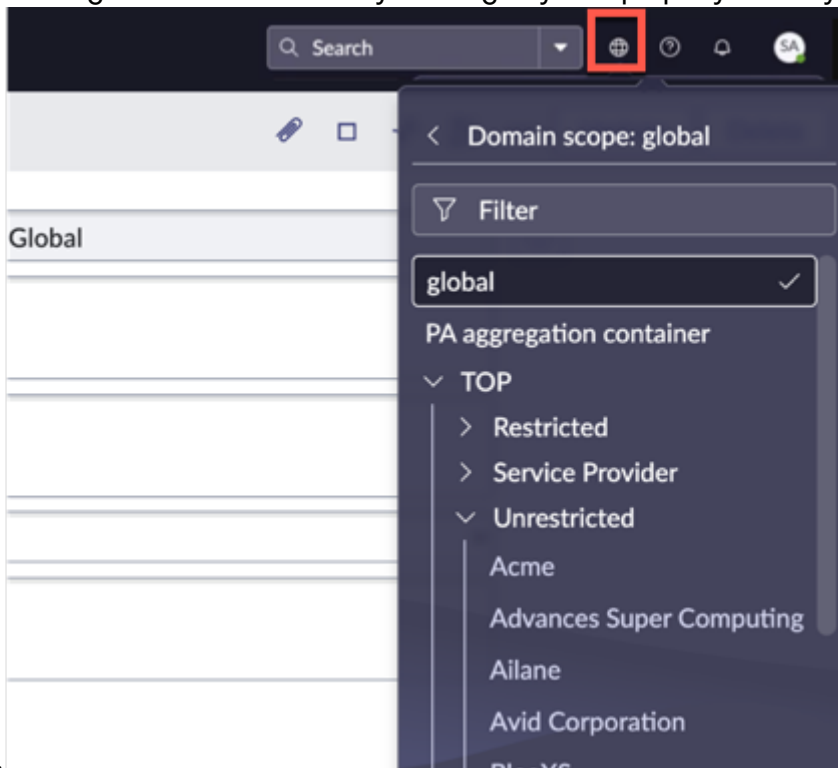 Search
SA
Domain scope: global
Filter
Global
global
PA aggregation container
TOP
Restricted
Service Provider
Unrestricted
Acme
Advances Super Computing
Ailane
Avid Corporation